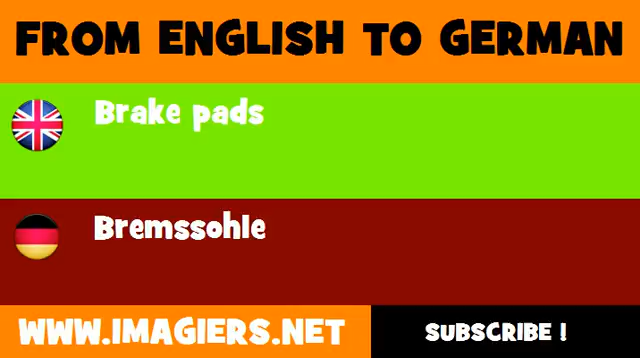 FROM ENGLISH TO GERMAN
Brake pads
Bremssohle
WWW.IMAGIERS.NET
SUBSCRIBE !